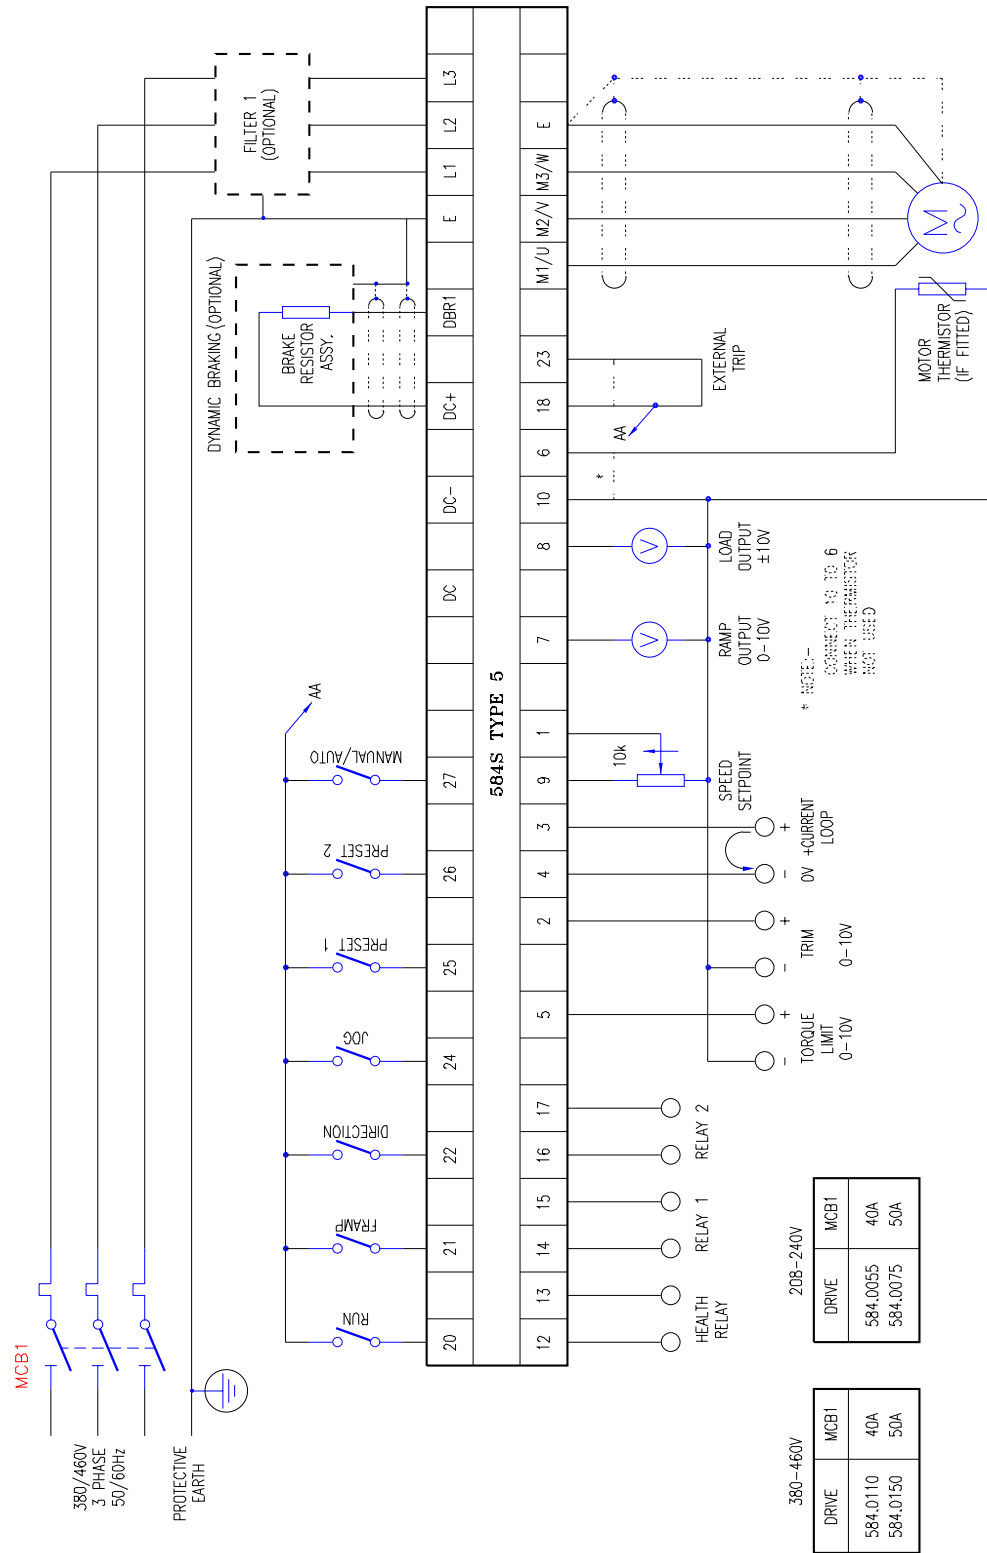 MCB1
380/460V
3 PHASE
50/60Hz
PROTECTIVE
EARTH
FILTER 1
(OPTIONAL)
DYNAMIC BRAKING (OPTIONAL)
BRAKE
RESISTOR
ASSY.
RUN
FRAMP
DIRECTION
JOG
PRESET 1
PRESET 2
MANUAL/AUTO
AA
20
21
22
24
25
26
27
DC
DC-
DC+
DBR1
E
L1
L2
L3
584S TYPE 5
12
13
14
15
16
17
5
2
4
3
9
1
7
8
10
6
18
23
M1/U
M2/V
M3/W
E
HEALTH
RELAY
RELAY 1
RELAY 2
- +
TORQUE
LIMIT
0-10V
- +
TRIM
0-10V
- +
0V +CURRENT
LOOP
10k
SPEED
SETPOINT
V
RAMP
OUTPUT
0-10V
V
LOAD
OUTPUT
±10V
*
AA
EXTERNAL
TRIP
M
MOTOR
THERMISTOR
(IF FITTED)
* NOTE:-
CONNECT 10 TO 6
WHEN THERMISTOR
NOT USED
380-460V
DRIVE MCB1
584.0110 40A
584.0150 50A
208-240V
DRIVE MCB1
584.0055 40A
584.0075 50A